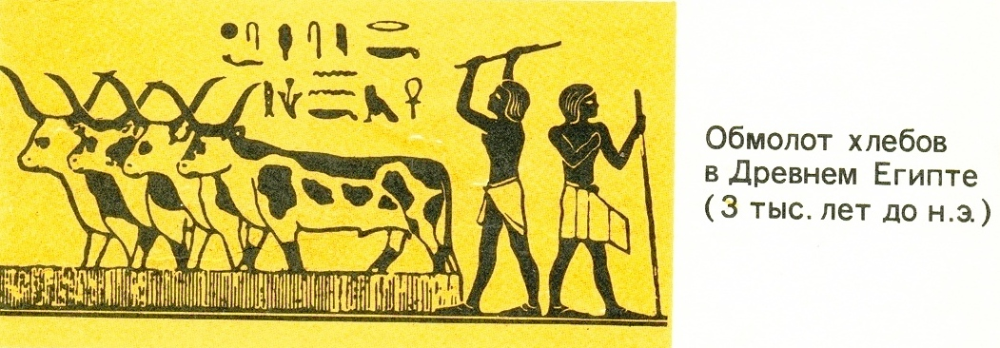 Обмолот хлебов
в Древнем Египте
(3 тыс. лет до н.э.)